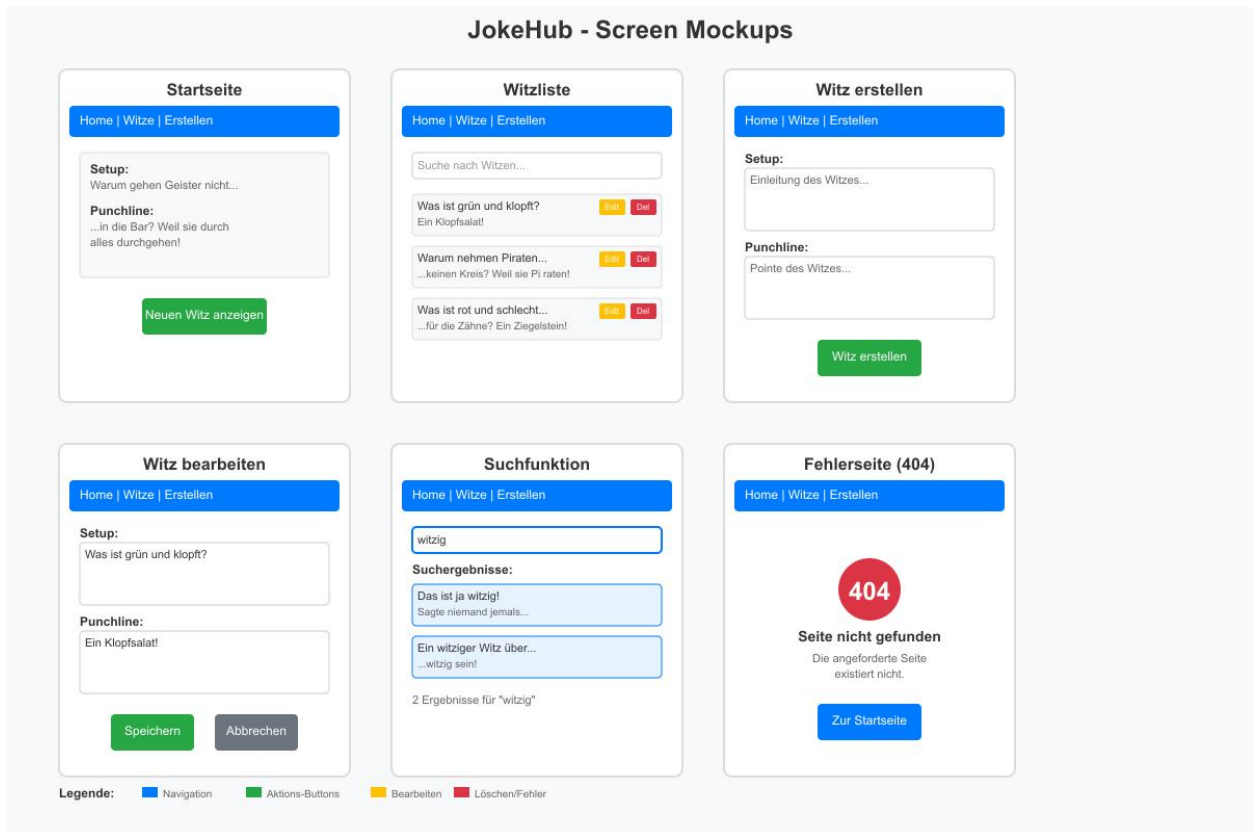 JokeHub - Screen Mockups
Startseite
Home | Witze | Erstellen
Setup:
Warum gehen Geister nicht...
Punchline:
...in die Bar? Weil sie durch
alles durchgehen!
Neuen Witz anzeigen
Witzliste
Home | Witze | Erstellen
Suche nach Witzen...
Was ist grün und klopft?
Ein Klopfsalat!
Edit
Del
Warum nehmen Piraten...
...keinen Kreis? Weil sie Pi raten!
Edit
Del
Was ist rot und schlecht...
...für die Zähne? Ein Ziegelstein!
Edit
Del
Witz erstellen
Home | Witze | Erstellen
Setup:
Einleitung des Witzes...
Punchline:
Pointe des Witzes...
Witz erstellen
Witz bearbeiten
Home | Witze | Erstellen
Setup:
Was ist grün und klopft?
Punchline:
Ein Klopfsalat!
Speichern
Abbrechen
Suchfunktion
Home | Witze | Erstellen
witzig
Suchergebnisse:
Das ist ja witzig!
Sagte niemand jemals...
Ein witziger Witz über...
...witzig sein!
2 Ergebnisse für "witzig"
Fehlerseite (404)
Home | Witze | Erstellen
404
Seite nicht gefunden
Die angeforderte Seite
existiert nicht.
Zur Startseite
Legende:
Navigation
Aktions-Buttons
Bearbeiten
Löschen/Fehler